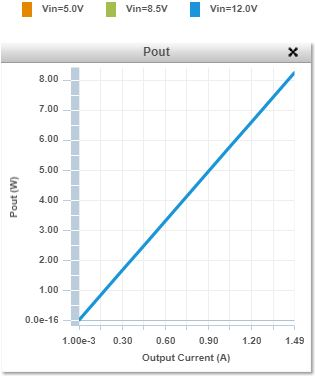 Vin=5.0V Vin=8.5V Vin=12.0V
Pout
8.00
7.00
6.00
5.00
4.00
3.00
2.00
1.00
0.0e-16
Pout (W)
1.00e-3 0.30 0.60 0.90 1.20 1.49
Output Current (A)